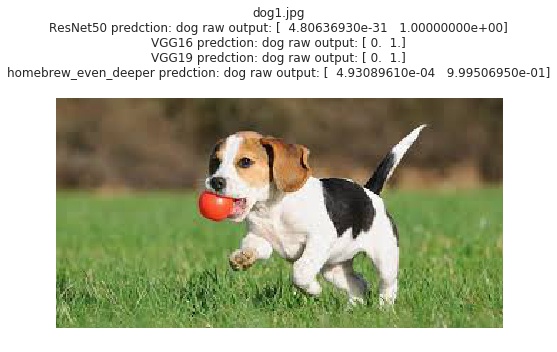 dog1.jpg
ResNet50 predction: dog raw output: [  4.80636930e-31   1.00000000e+00]
VGG16 predction: dog raw output: [ 0.  1.]
VGG19 predction: dog raw output: [ 0.  1.]
homebrew_even_deeper predction: dog raw output: [  4.93089610e-04   9.99506950e-01]